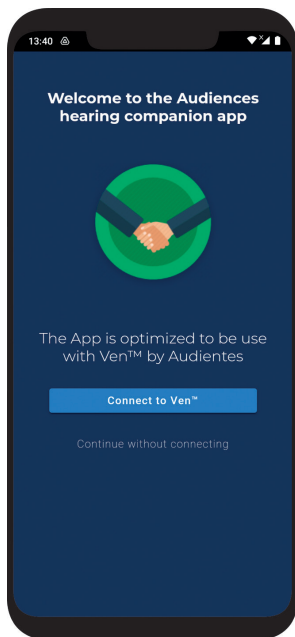 13:40
Welcome to the Audiences
hearing companion app
The App is optimized to be use
with Ven™ by Audientes
Connect to Ven™
Continue without connecting